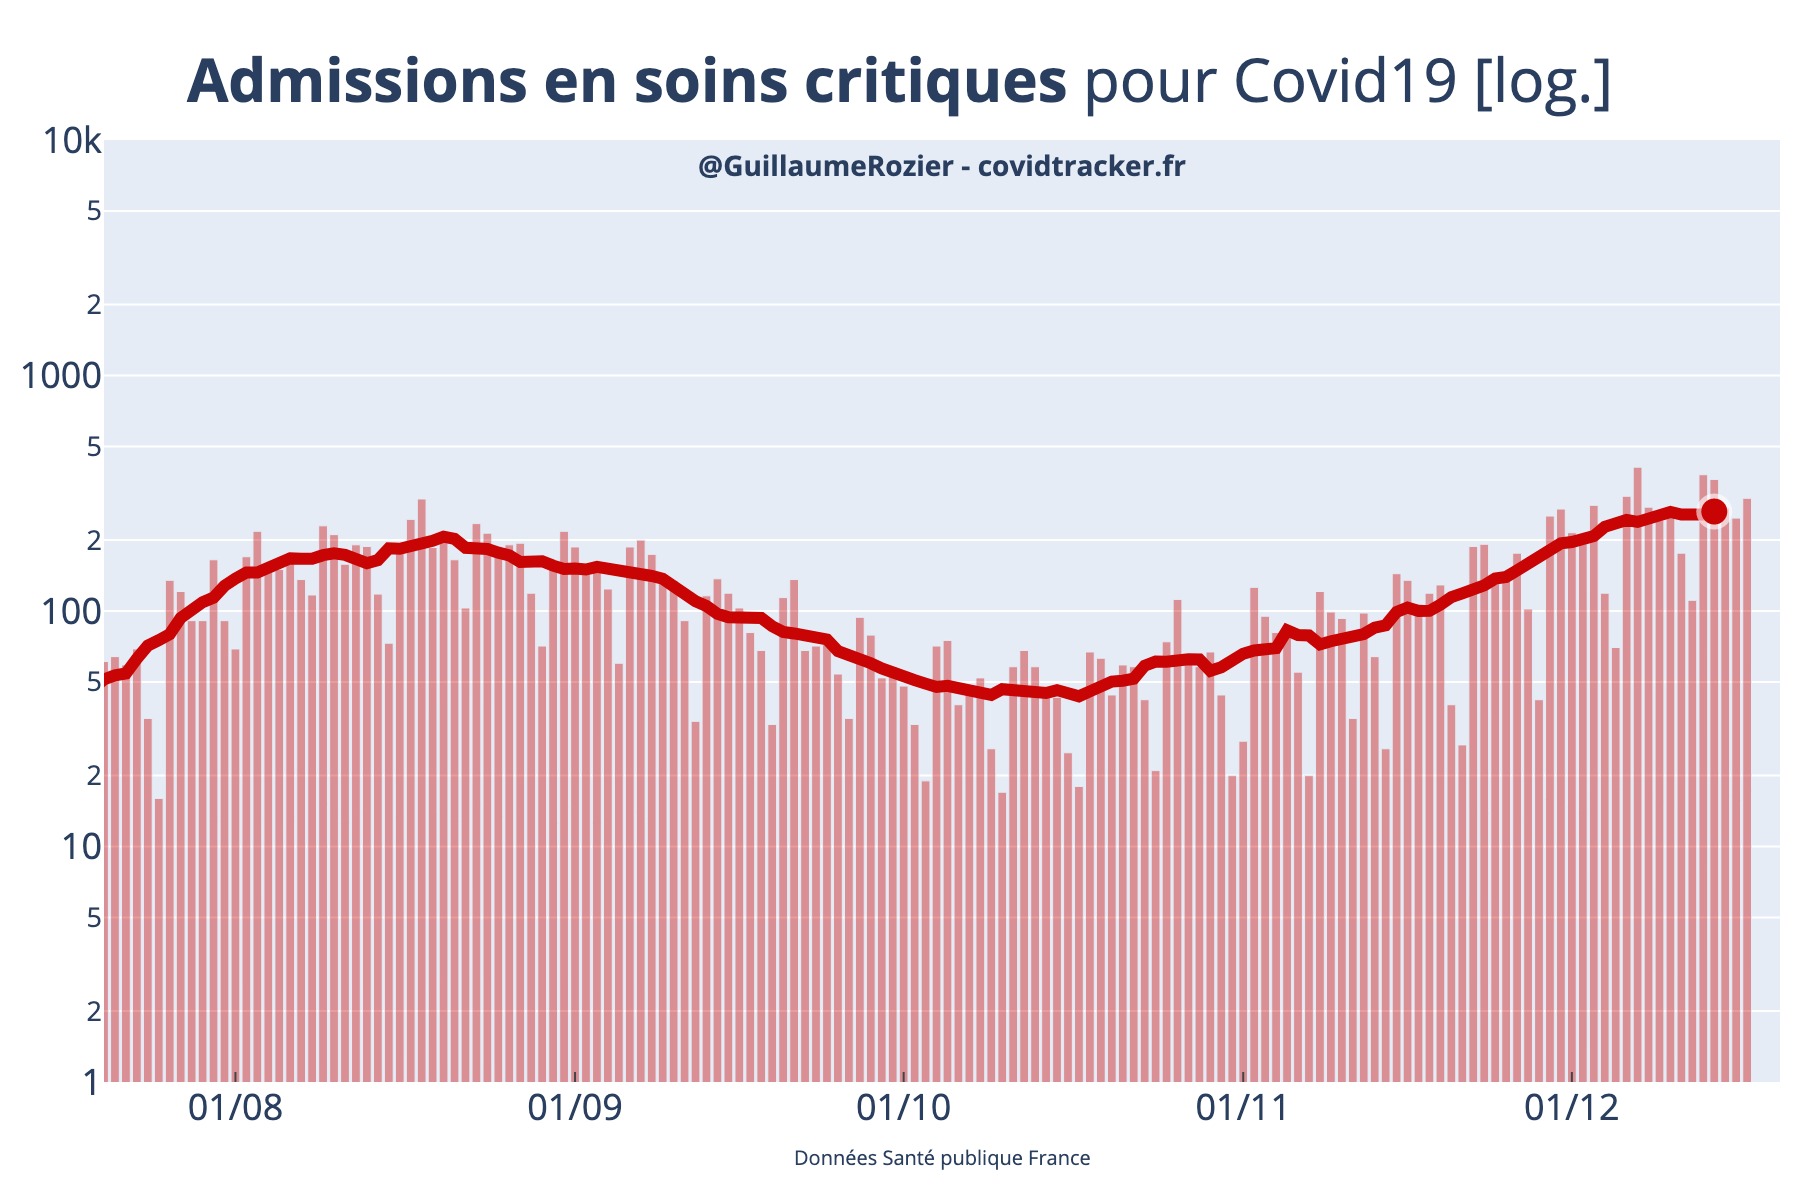 Admissions en soins critiques pour Covid19 [log.]
@GuillaumeRozier - covidtracker.fr
10k
5
2
1000
5
2
100
5
2
10
5
2
1
01/08 01/09 01/10 01/11 01/12
Données Santé publique France